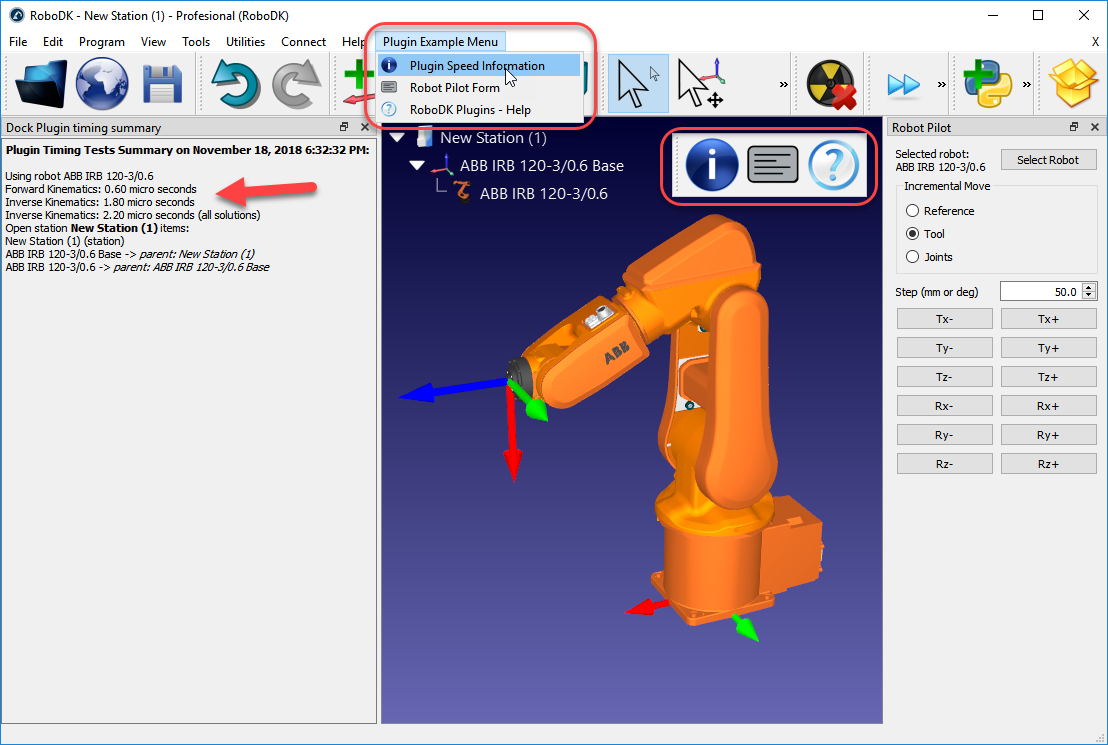 RoboDK - New Station (1) - Profesional (RoboDK)
File Edit Program View Tools Utilities Connect Help Plugin Example Menu X
Plugin Speed Information
Robot Pilot Form
RoboDK Plugins - Help
Dock Plugin timing summary
Plugin Timing Tests Summary on November 18, 2018 6:32:32 PM:
Using robot ABB IRB 120-3/0.6
Forward Kinematics: 0.60 micro seconds
Inverse Kinematics: 1.80 micro seconds
Inverse Kinematics: 2.20 micro seconds (all solutions)
Open station New Station (1) items:
New Station (1) (station)
ABB IRB 120-3/0.6 Base -> parent: New Station (1)
ABB IRB 120-3/0.6 -> parent: ABB IRB 120-3/0.6 Base
New Station (1)
ABB IRB 120-3/0.6 Base
ABB IRB 120-3/0.6
ABB
Robot Pilot
Selected robot:
ABB IRB 120-3/0.6
Select Robot
Incremental Move
Reference
Tool
Joints
Step (mm or deg) 50.0
Tx- Tx+
Ty- Ty+
Tz- Tz+
Rx- Rx+
Ry- Ry+
Rz- Rz+